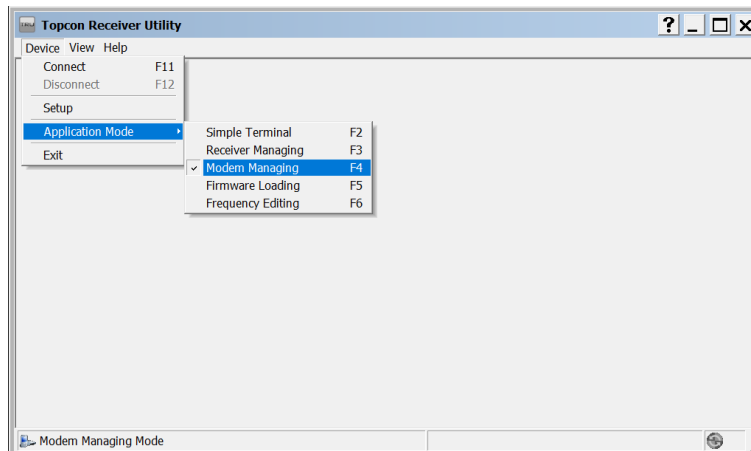 Topcon Receiver Utility
Device View Help
Connect F11
Disconnect F12
Setup
Application Mode
Exit
Simple Terminal F2
Receiver Managing F3
Modem Managing F4
Firmware Loading F5
Frequency Editing F6
Modem Managing Mode